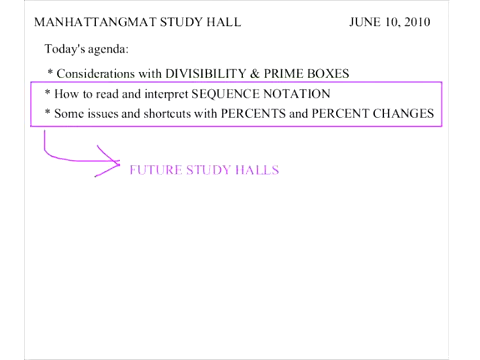 MANHATTANGMAT STUDY HALL JUNE 10, 2010
Today's agenda:
* Considerations with DIVISIBILITY & PRIME BOXES
* How to read and interpret SEQUENCE NOTATION
* Some issues and shortcuts with PERCENTS and PERCENT CHANGES
FUTURE STUDY HALLS